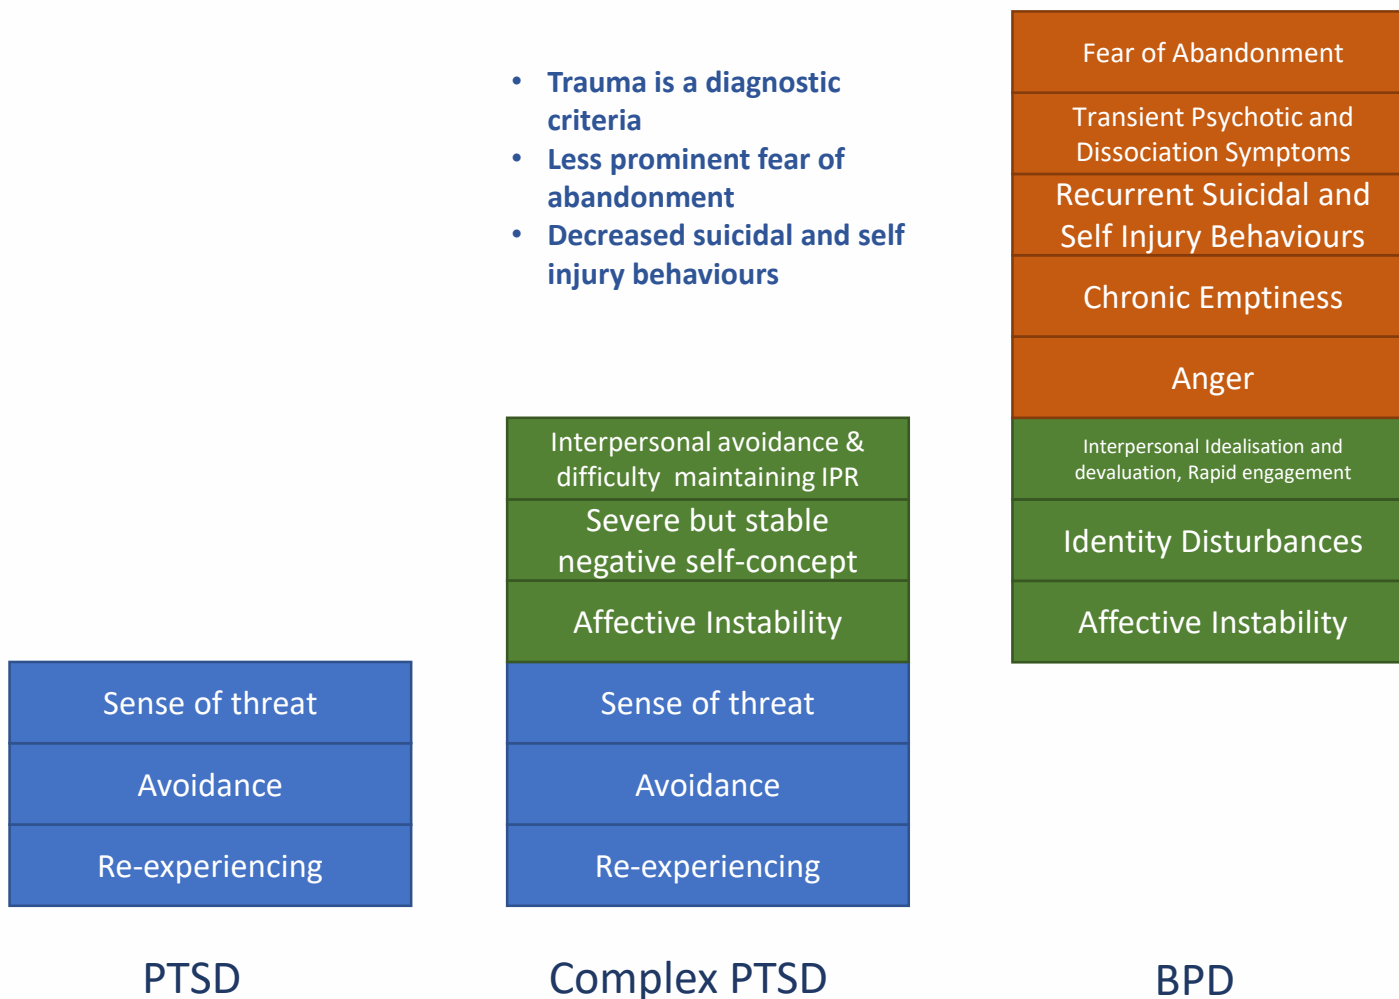 • Trauma is a diagnostic
criteria
• Less prominent fear of
abandonment
• Decreased suicidal and self
injury behaviours
Sense of threat
Avoidance
Re-experiencing
PTSD
Interpersonal avoidance &
difficulty maintaining IPR
Severe but stable
negative self-concept
Affective Instability
Sense of threat
Avoidance
Re-experiencing
Complex PTSD
Fear of Abandonment
Transient Psychotic and
Dissociation Symptoms
Recurrent Suicidal and
Self Injury Behaviours
Chronic Emptiness
Anger
Interpersonal Idealisation and
devaluation, Rapid engagement
Identity Disturbances
Affective Instability
BPD